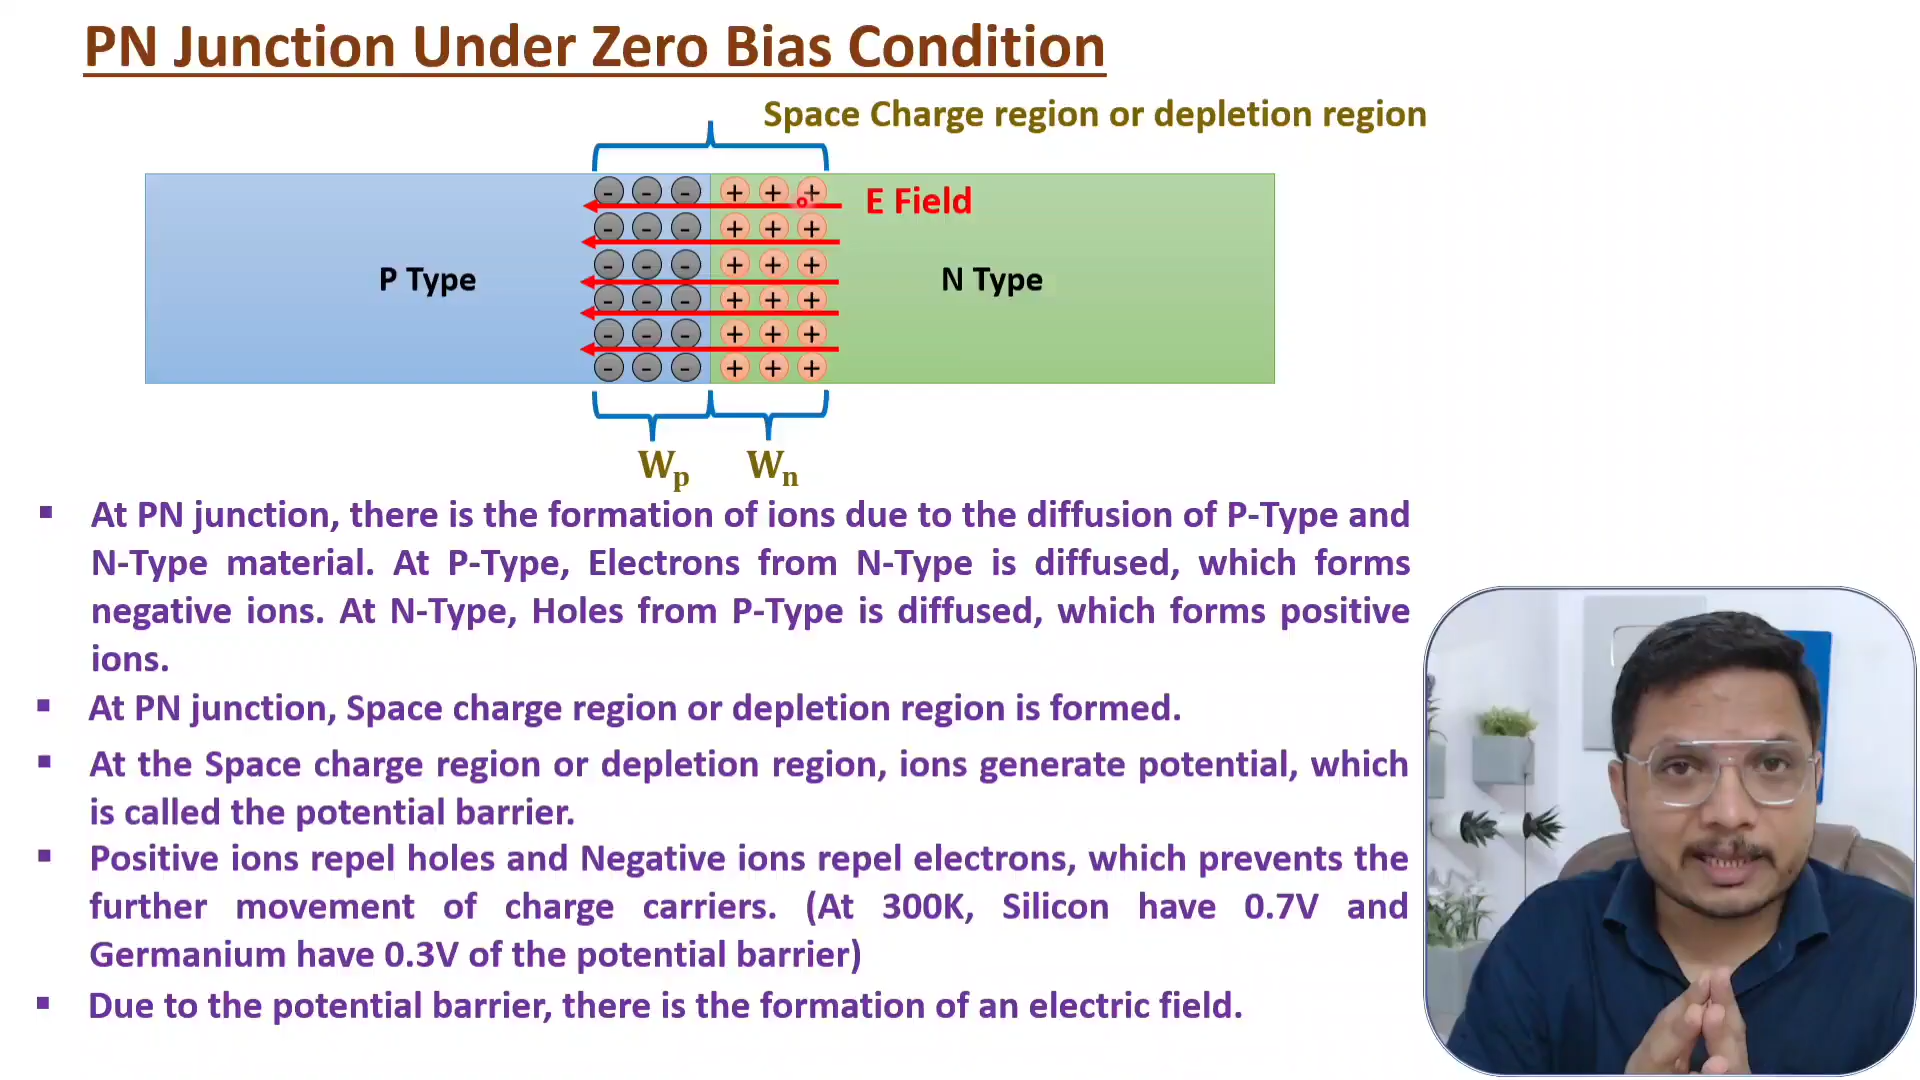 PN Junction Under Zero Bias Condition
Space Charge region or depletion region
- - - + + +
E Field
- - - + + +
- - - + + +
P Type
N Type
- - - + + +
- - - + + +
- - - + + +
Wp Wn
▪ At PN junction, there is the formation of ions due to the diffusion of P-Type and
N-Type material. At P-Type, Electrons from N-Type is diffused, which forms
negative ions. At N-Type, Holes from P-Type is diffused, which forms positive
ions.
▪ At PN junction, Space charge region or depletion region is formed.
▪ At the Space charge region or depletion region, ions generate potential, which
is called the potential barrier.
▪ Positive ions repel holes and Negative ions repel electrons, which prevents the
further movement of charge carriers. (At 300K, Silicon have 0.7V and
Germanium have 0.3V of the potential barrier)
▪ Due to the potential barrier, there is the formation of an electric field.